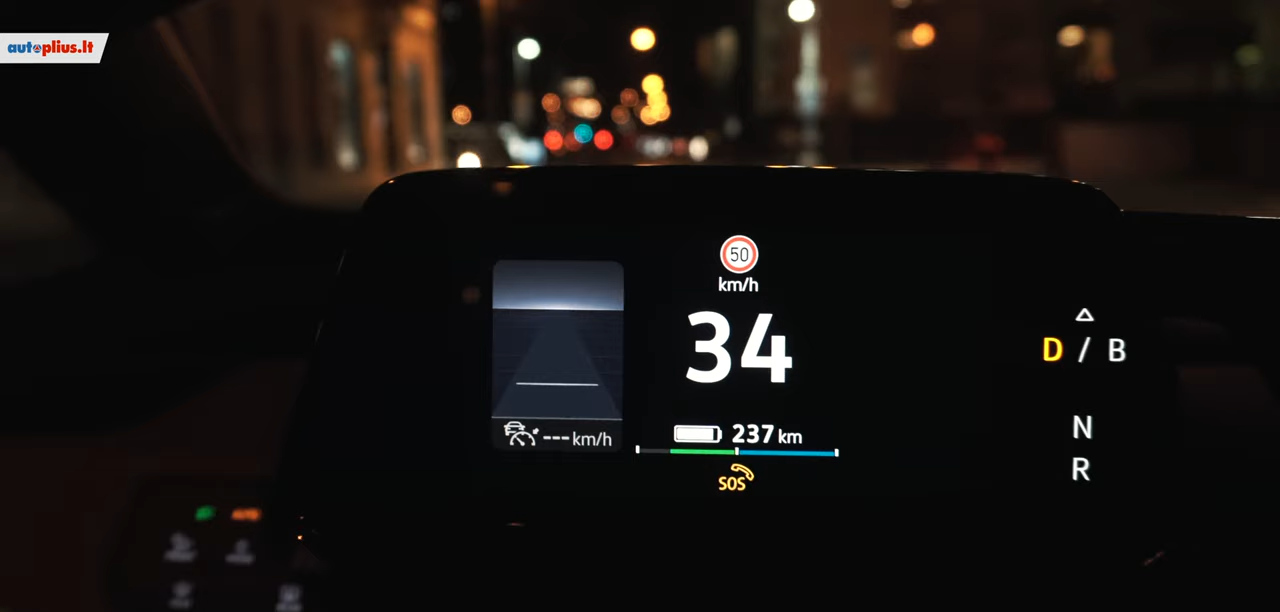 autoplius.lt
50
km/h
34
D / B
--- km/h
237 km
N
SOS
R